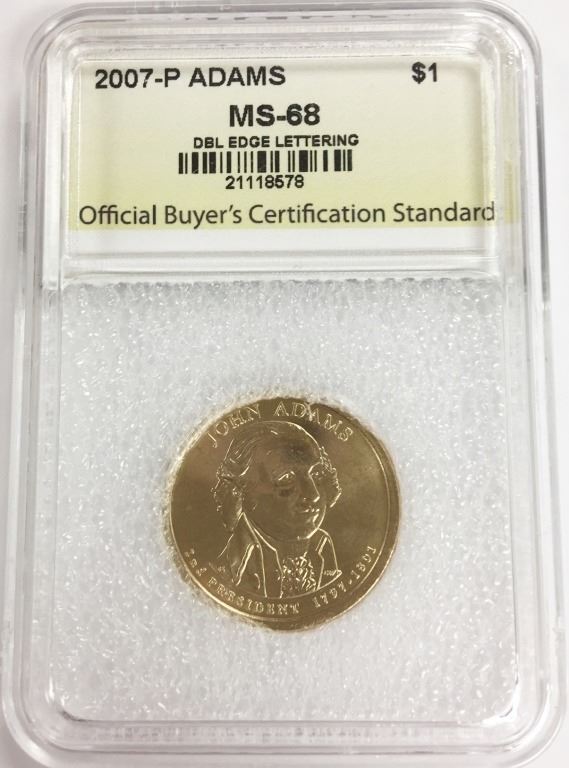 2007-P ADAMS $1
MS-68
DBL EDGE LETTERING
21118578
Official Buyer's Certification Standard
JOHN ADAMS
2nd PRESIDENT 1797-1801